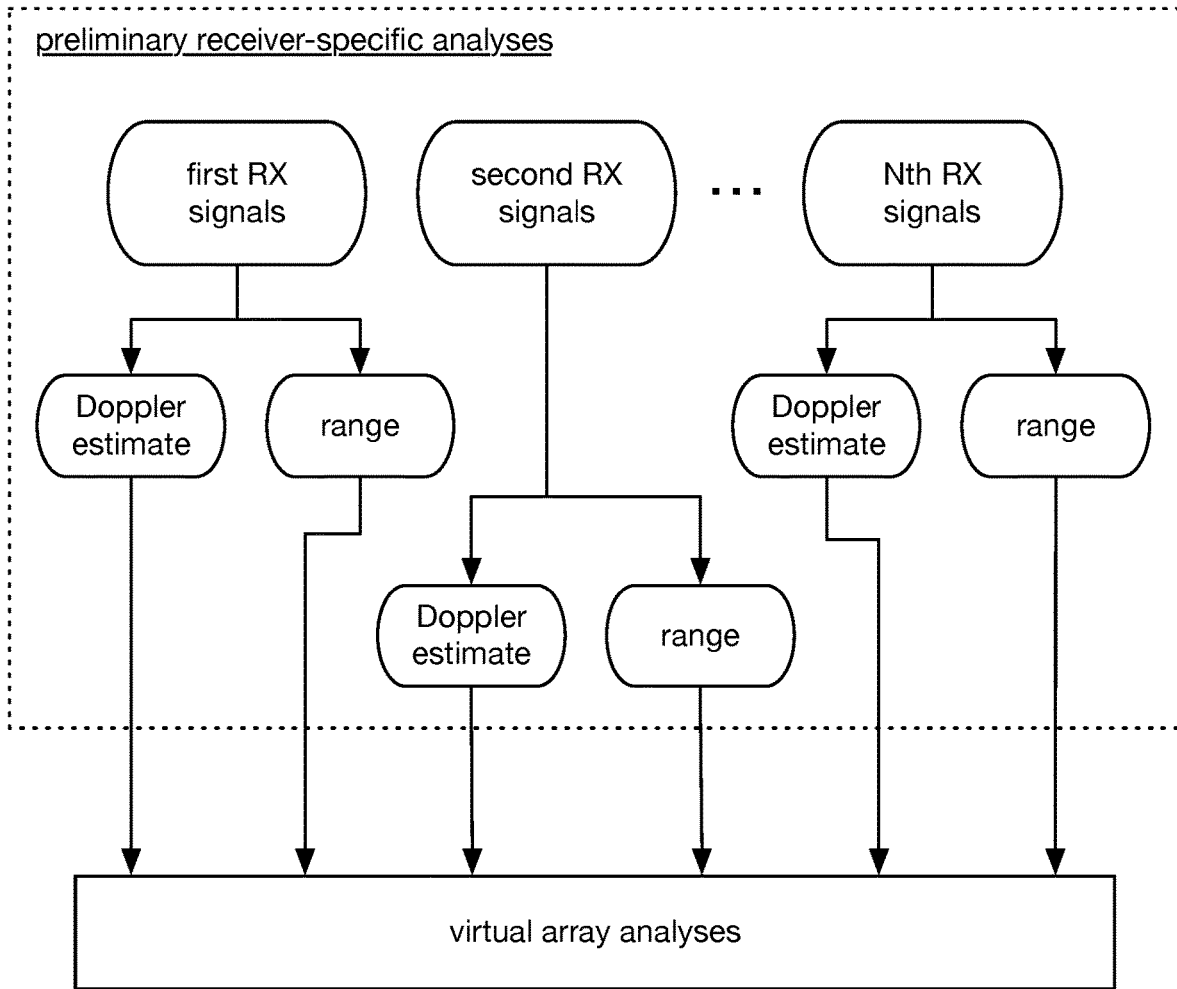 preliminary receiver-specific analyses
first RX
signals
second RX
signals
...
Nth RX
signals
Doppler
estimate
range
Doppler
estimate
range
Doppler
estimate
range
virtual array analyses